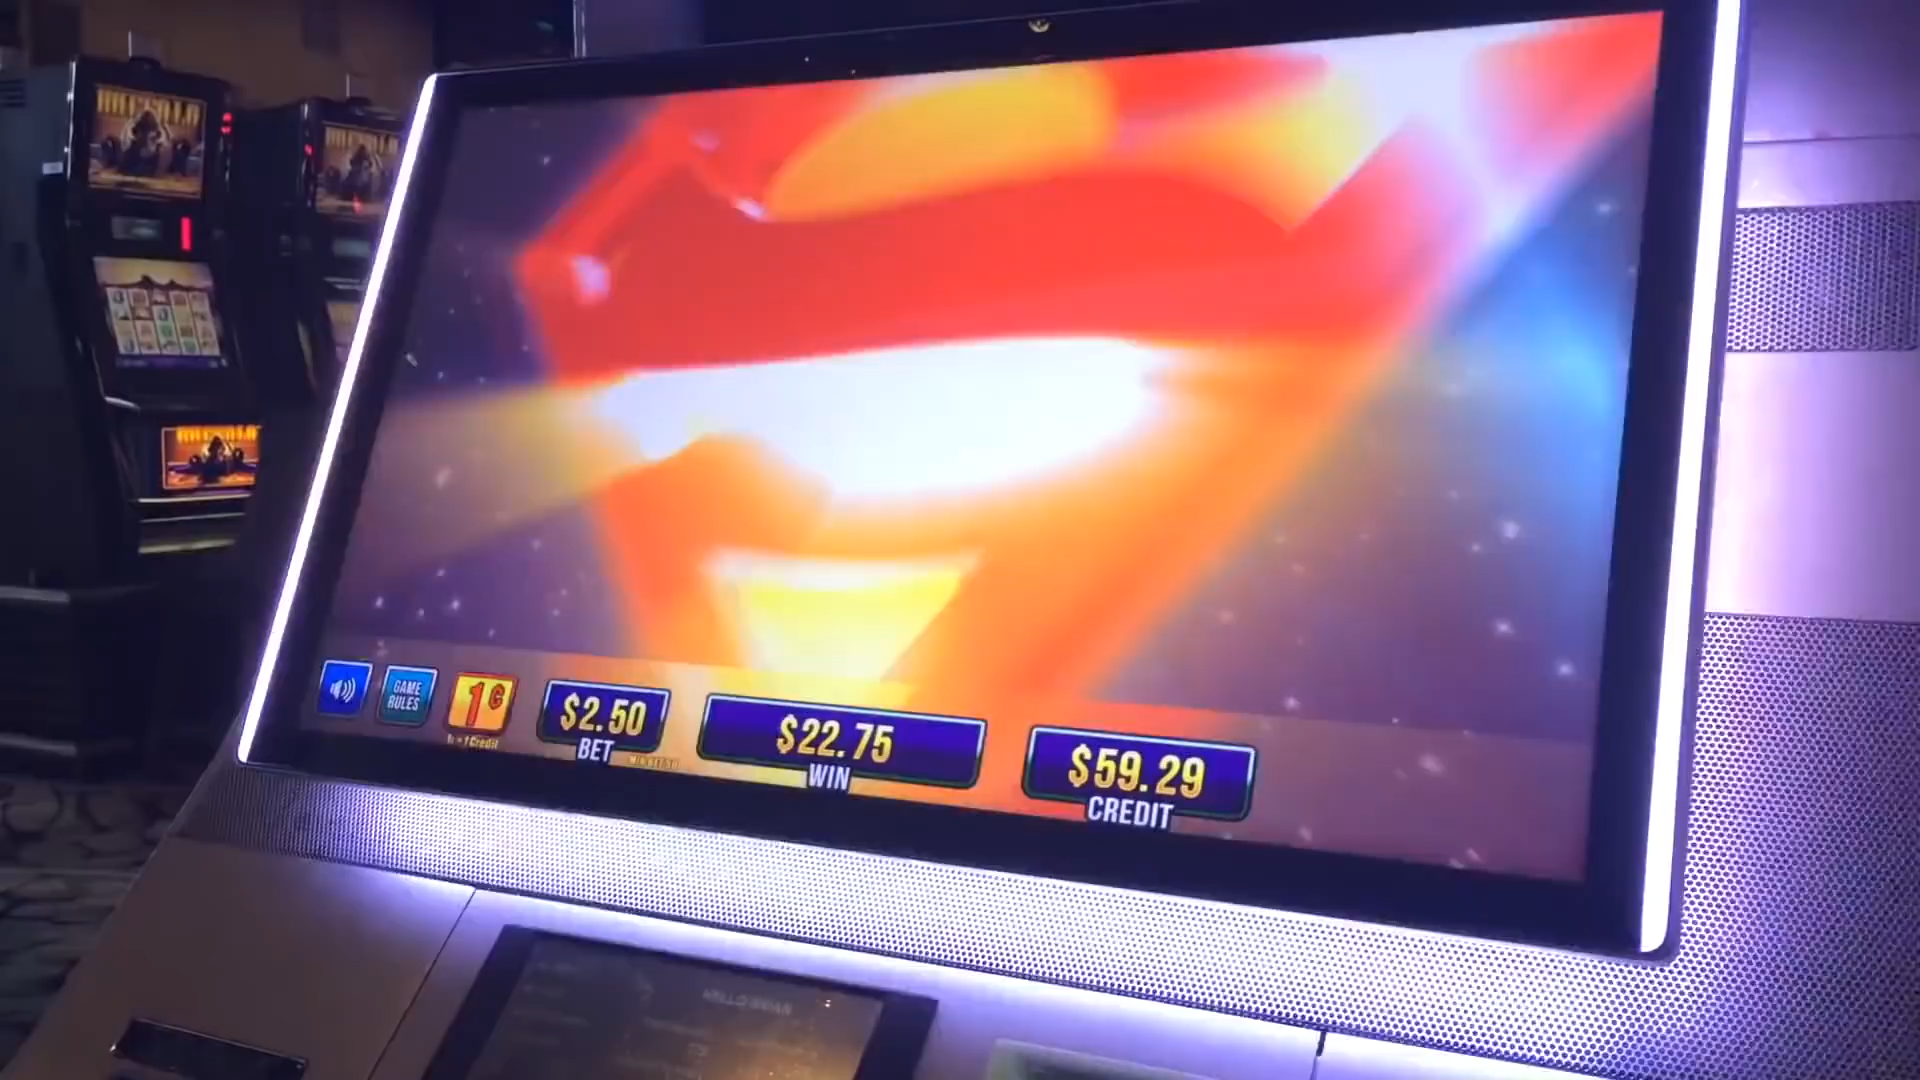 GAME
RULES
1¢
1¢ = 1 Credit
$2.50
BET
$22.75
WIN
$59.29
CREDIT